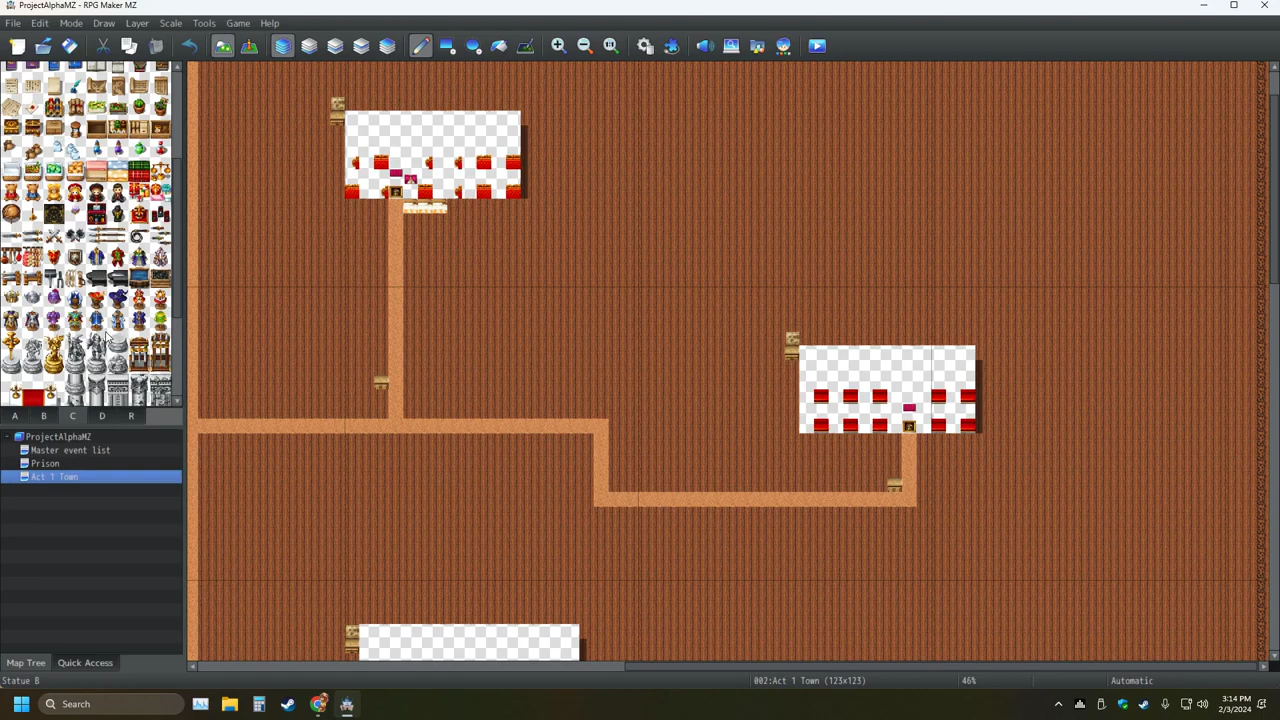 ProjectAlphaMZ - RPG Maker MZ
File Edit Mode Draw Layer Scale Tools Game Help
A B C D R
ProjectAlphaMZ
Master event list
Prison
Act 1 Town
Map Tree Quick Access
Statue B 002:Act 1 Town (123x123) 46% Automatic
Search
3:14 PM
2/3/2024